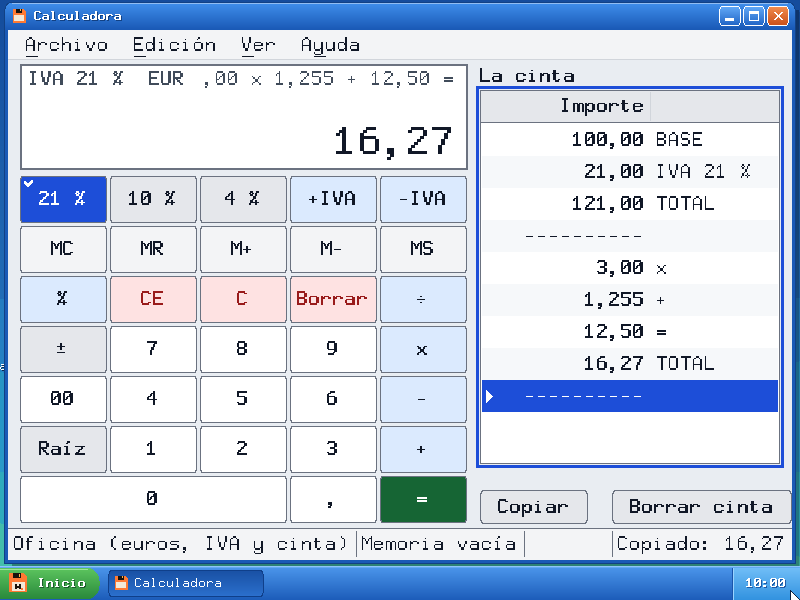 Calculadora
Archivo Edición Ver Ayuda
IVA 21 % EUR ,00 x 1,255 + 12,50 =
16,27
21 % 10 % 4 % +IVA -IVA
MC MR M+ M- MS
% CE C Borrar ÷
± 7 8 9 x
00 4 5 6 -
Raíz 1 2 3 +
0 , =
La cinta
Importe
100,00 BASE
21,00 IVA 21 %
121,00 TOTAL
----------
3,00 x
1,255 +
12,50 =
16,27 TOTAL
----------
Copiar Borrar cinta
Oficina (euros, IVA y cinta) Memoria vacía Copiado: 16,27
Inicio Calculadora 10:00